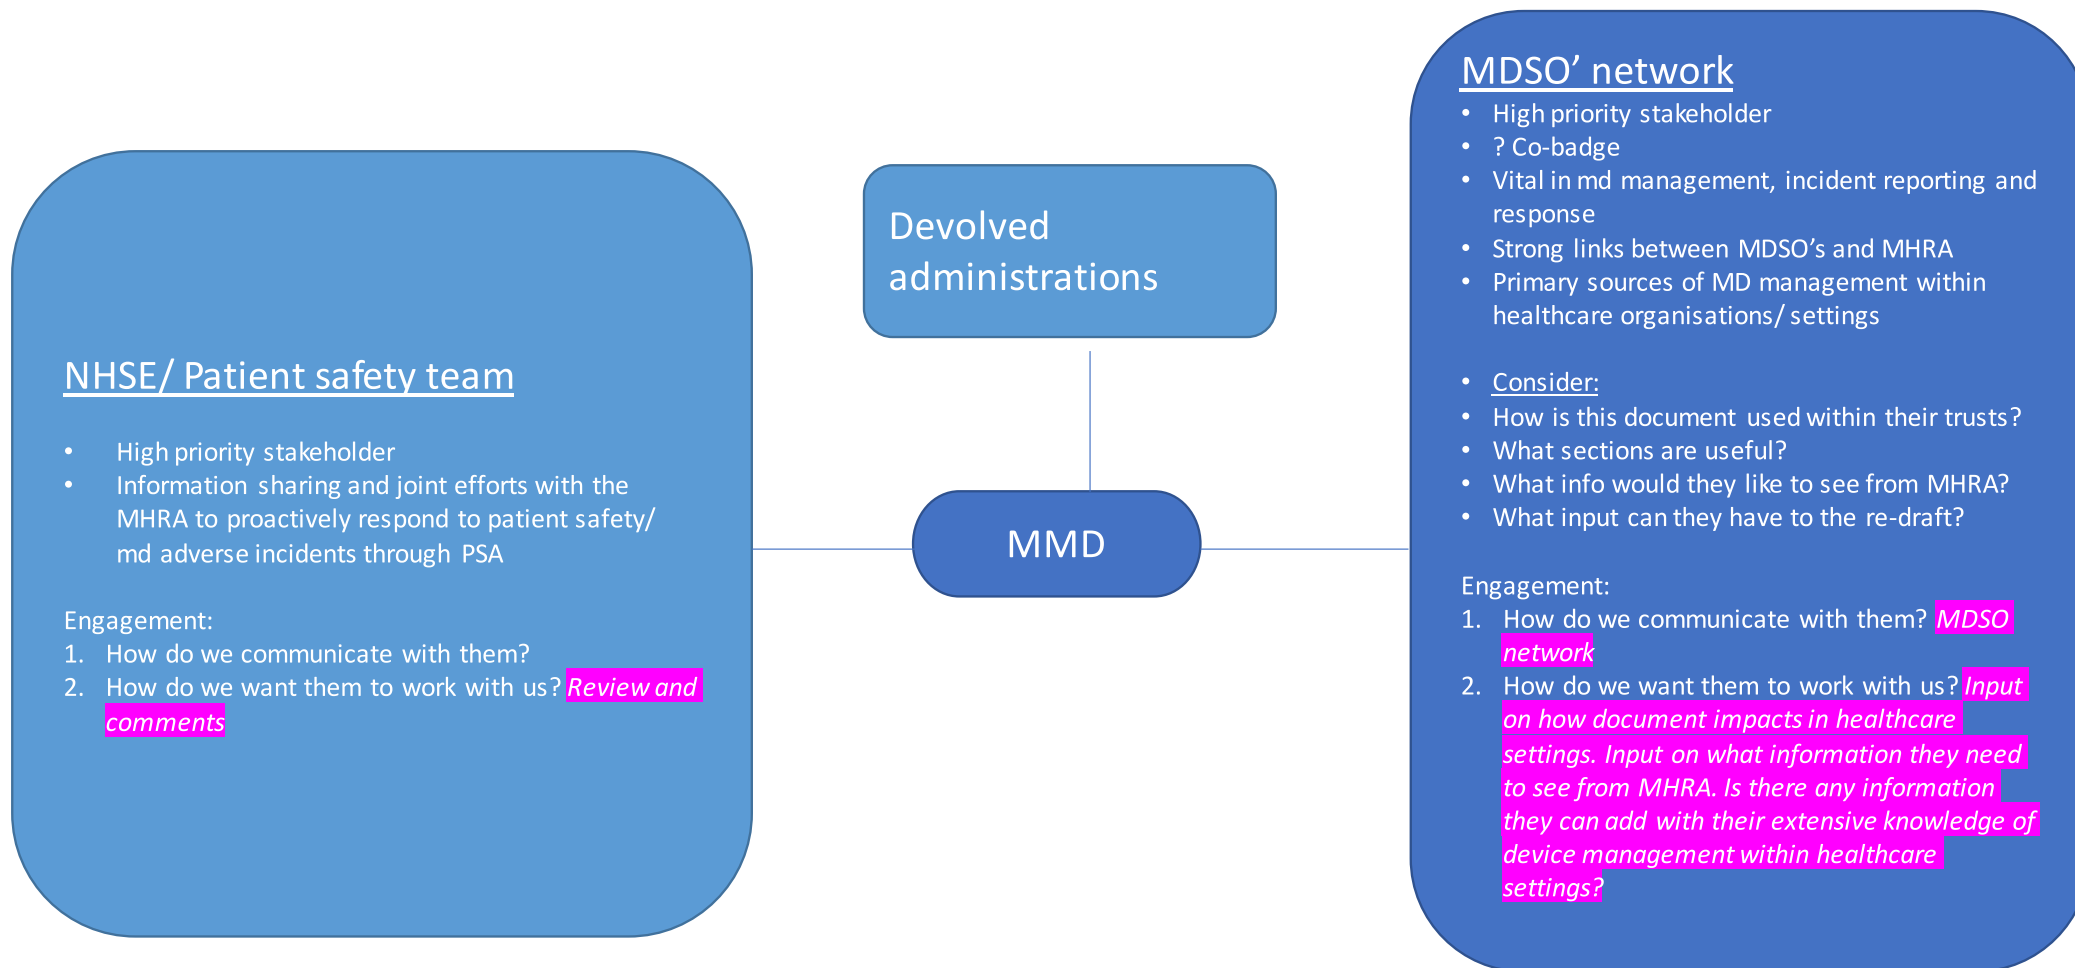 NHSE/ Patient safety team
• High priority stakeholder
• Information sharing and joint efforts with the
MHRA to proactively respond to patient safety/
md adverse incidents through PSA
Engagement:
1. How do we communicate with them?
2. How do we want them to work with us? Review and
comments
Devolved
administrations
MMD
MDSO’ network
• High priority stakeholder
• ? Co-badge
• Vital in md management, incident reporting and
response
• Strong links between MDSO’s and MHRA
• Primary sources of MD management within
healthcare organisations/ settings
• Consider:
• How is this document used within their trusts?
• What sections are useful?
• What info would they like to see from MHRA?
• What input can they have to the re-draft?
Engagement:
1. How do we communicate with them? MDSO
network
2. How do we want them to work with us? Input
on how document impacts in healthcare
settings. Input on what information they need
to see from MHRA. Is there any information
they can add with their extensive knowledge of
device management within healthcare
settings?